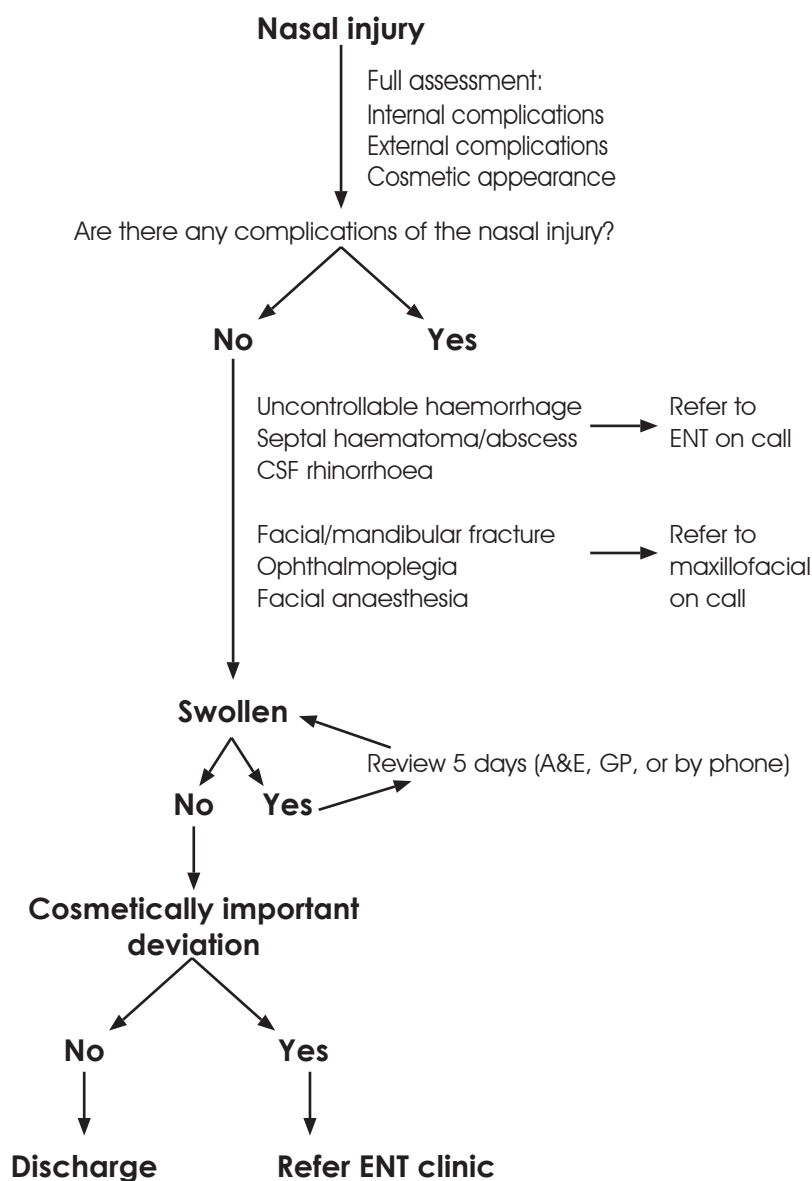 Nasal injury
Full assessment:
Internal complications
External complications
Cosmetic appearance
Are there any complications of the nasal injury?
No
Yes
Uncontrollable haemorrhage
Septal haematoma/abscess
CSF rhinorrhoea
Refer to
ENT on call
Facial/mandibular fracture
Ophthalmoplegia
Facial anaesthesia
Refer to
maxillofacial
on call
Swollen
Review 5 days (A&E, GP, or by phone)
No
Yes
Cosmetically important
deviation
No
Yes
Discharge
Refer ENT clinic